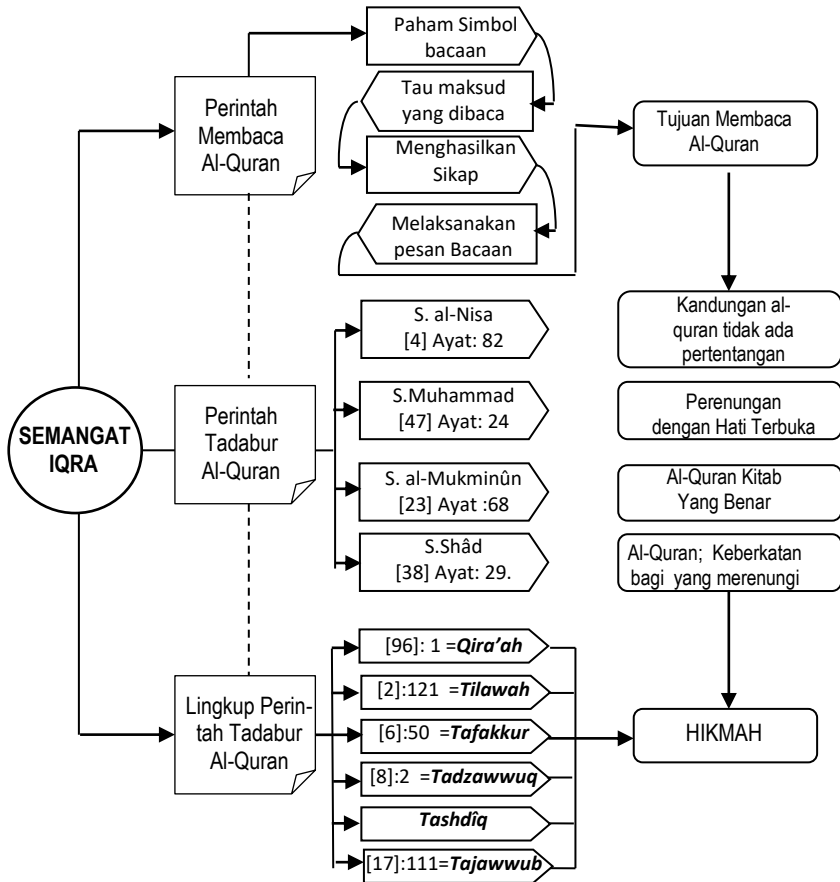 Paham Simbol
bacaan
Perintah
Membaca
Al-Quran
Tau maksud
yang dibaca
Tujuan Membaca
Al-Quran
Menghasilkan
Sikap
Melaksanakan
pesan Bacaan
SEMANGAT
IQRA
Perintah
Tadabur
Al-Quran
S. al-Nisa
[4] Ayat: 82
Kandungan al-
quran tidak ada
pertentangan
S.Muhammad
[47] Ayat: 24
Perenungan
dengan Hati Terbuka
S. al-Mukminûn
[23] Ayat :68
Al-Quran Kitab
Yang Benar
S.Shâd
[38] Ayat: 29.
Al-Quran; Keberkatan
bagi yang merenungi
Lingkup Perin-
tah Tadabur
Al-Quran
[96]: 1 =Qira’ah
[2]:121 =Tilawah
[6]:50 =Tafakkur
[8]:2 =Tadzawwuq
Tashdîq
[17]:111=Tajawwub
HIKMAH